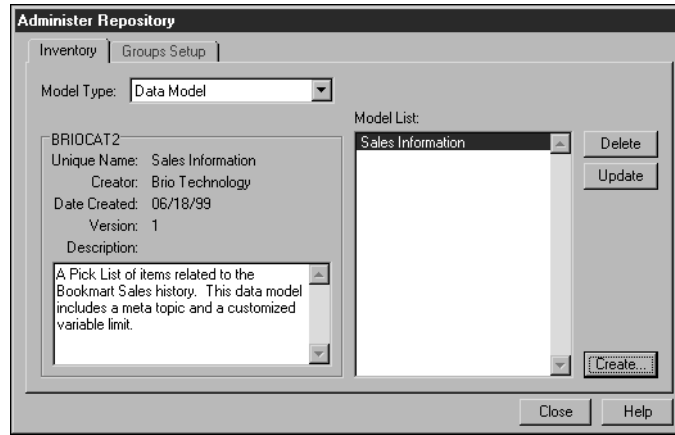 Administer Repository
Inventory
Groups Setup
Model Type: Data Model
BRIOCAT2
Unique Name: Sales Information
Creator: Brio Technology
Date Created: 06/18/99
Version: 1
Description:
A Pick List of items related to the
Bookmart Sales history. This data model
includes a meta topic and a customized
variable limit.
Model List:
Sales Information
Delete
Update
Create...
Close
Help